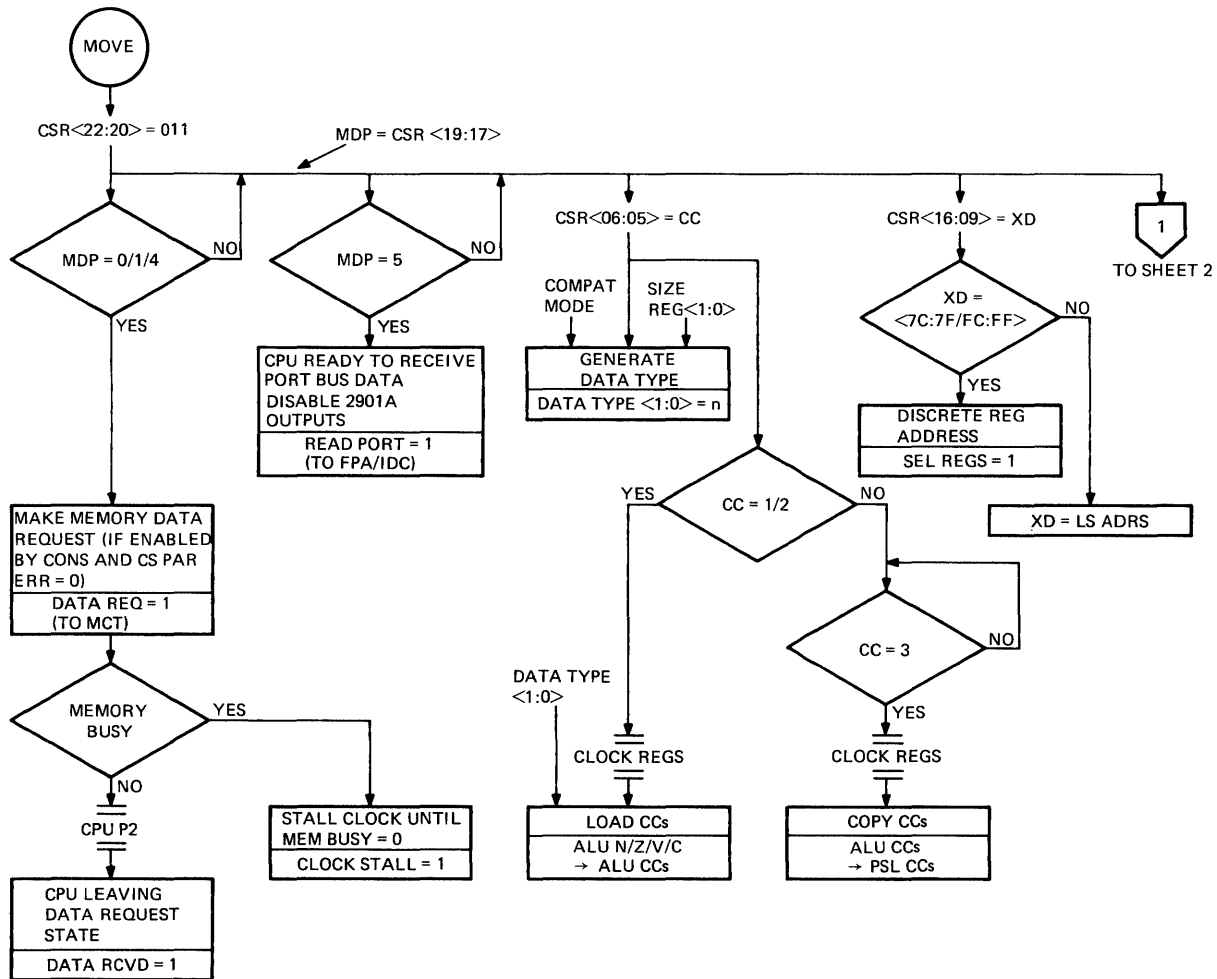 MOVE
CSR<22:20> = 011
MDP = CSR <19:17>
MDP = 0/1/4
NO
YES
MDP = 5
NO
YES
CSR<06:05> = CC
CSR<16:09> = XD
1
TO SHEET 2
COMPAT
MODE
SIZE
REG<1:0>
XD =
<7C:7F/FC:FF>
NO
YES
CPU READY TO RECEIVE
PORT BUS DATA
DISABLE 2901A
OUTPUTS
READ PORT = 1
(TO FPA/IDC)
GENERATE
DATA TYPE
DATA TYPE <1:0> = n
DISCRETE REG
ADDRESS
SEL REGS = 1
XD = LS ADRS
YES
CC = 1/2
NO
MAKE MEMORY DATA
REQUEST (IF ENABLED
BY CONS AND CS PAR
ERR = 0)
DATA REQ = 1
(TO MCT)
CC = 3
NO
YES
MEMORY
BUSY
YES
NO
DATA TYPE
<1:0>
CLOCK REGS
CLOCK REGS
CPU P2
STALL CLOCK UNTIL
MEM BUSY = 0
CLOCK STALL = 1
LOAD CCs
ALU N/Z/V/C
→ ALU CCs
COPY CCs
ALU CCs
→ PSL CCs
CPU LEAVING
DATA REQUEST
STATE
DATA RCVD = 1